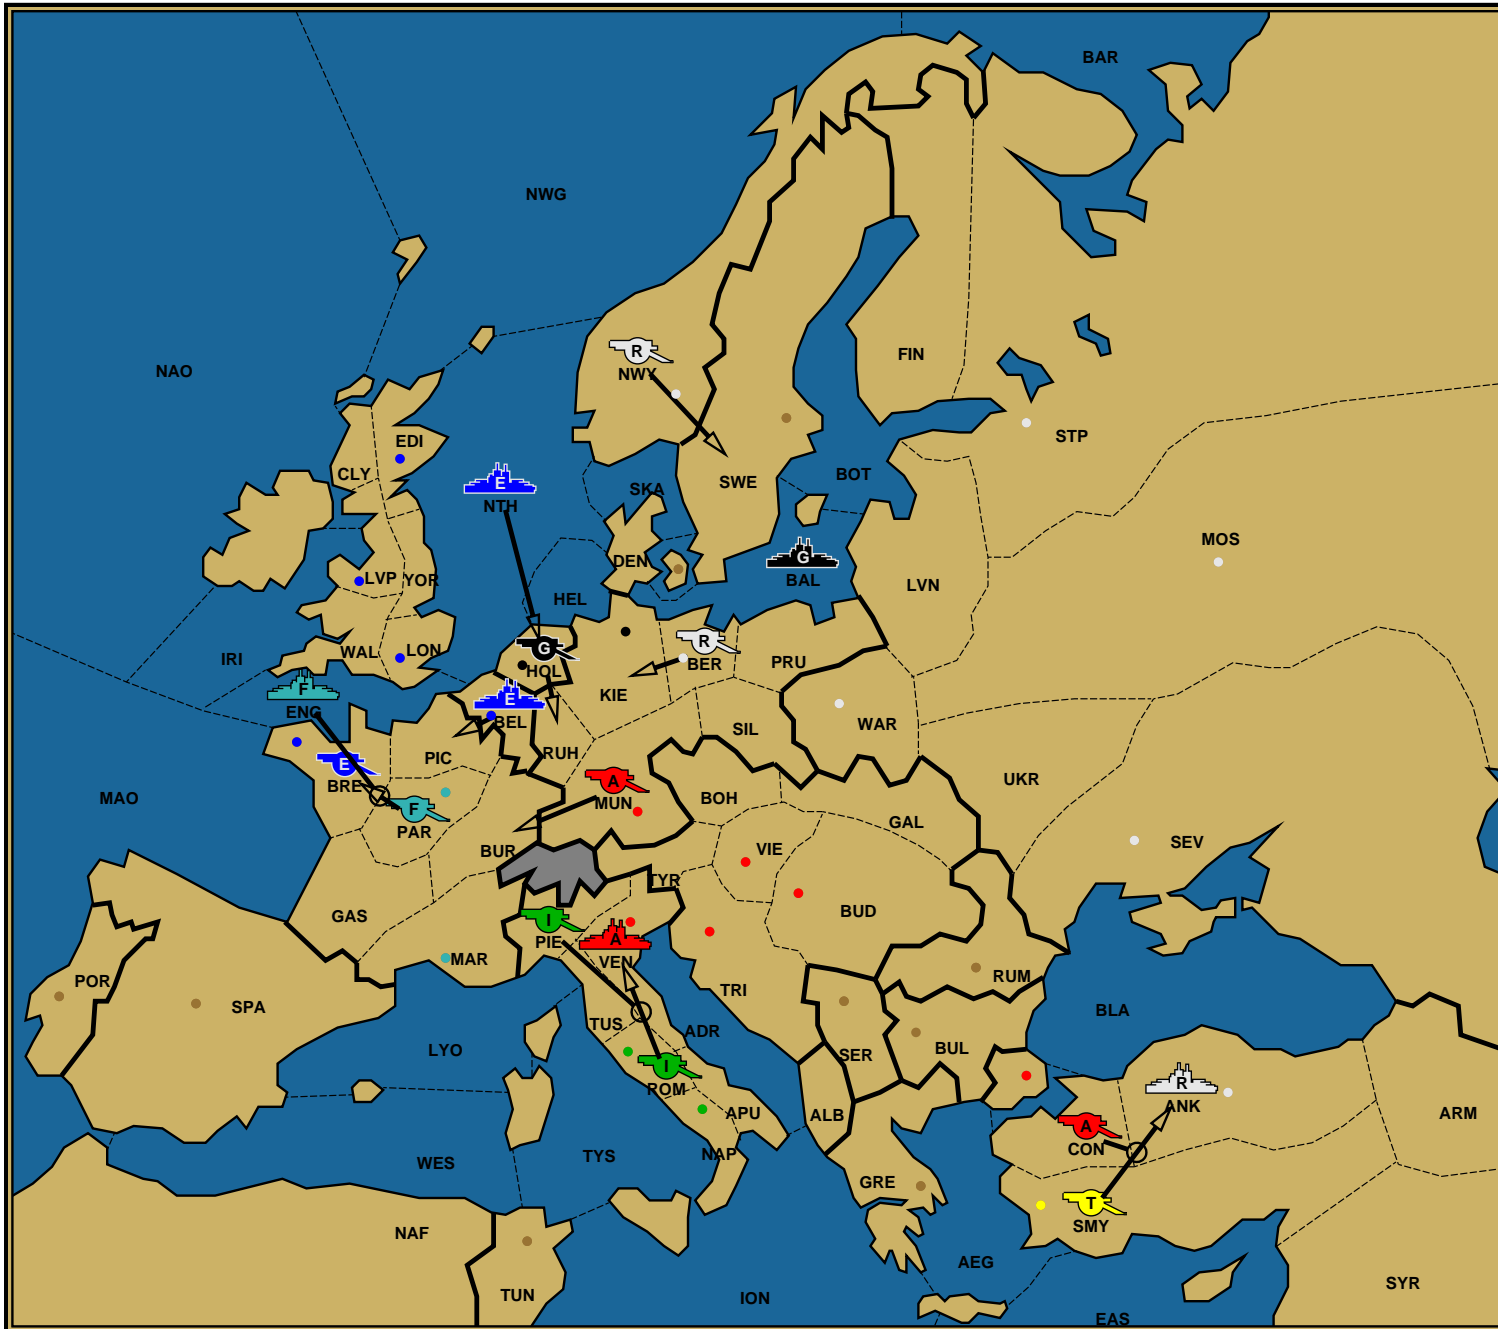 BAR
NWG
NAO
FIN
R
NWY
STP
EDI
CLY
SWE
BOT
SKA
E
NTH
MOS
DEN
G
BAL
LVP
YOR
LVN
HEL
IRI
WAL
LON
G
HOL
R
BER
PRU
KIE
F
ENG
E
BEL
WAR
SIL
PIC
RUH
UKR
E
BRE
A
MUN
BOH
MAO
F
PAR
GAL
SEV
BUR
VIE
TYR
GAS
BUD
I
PIE
A
VEN
MAR
POR
SPA
RUM
TRI
BLA
TUS
ADR
LYO
SER
BUL
I
ROM
R
ANK
APU
ALB
ARM
A
CON
NAP
WES
TYS
GRE
T
SMY
NAF
AEG
SYR
TUN
ION
EAS